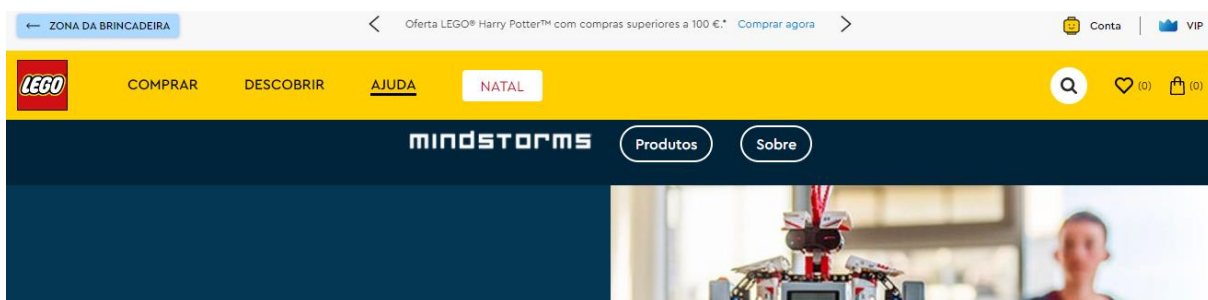 ← ZONA DA BRINCADEIRA
Oferta LEGO® Harry Potter™ com compras superiores a 100 €.* Comprar agora
Conta
VIP
LEGO
COMPRAR
DESCOBRIR
AJUDA
NATAL
(0)
(0)
mindstorms
Produtos
Sobre